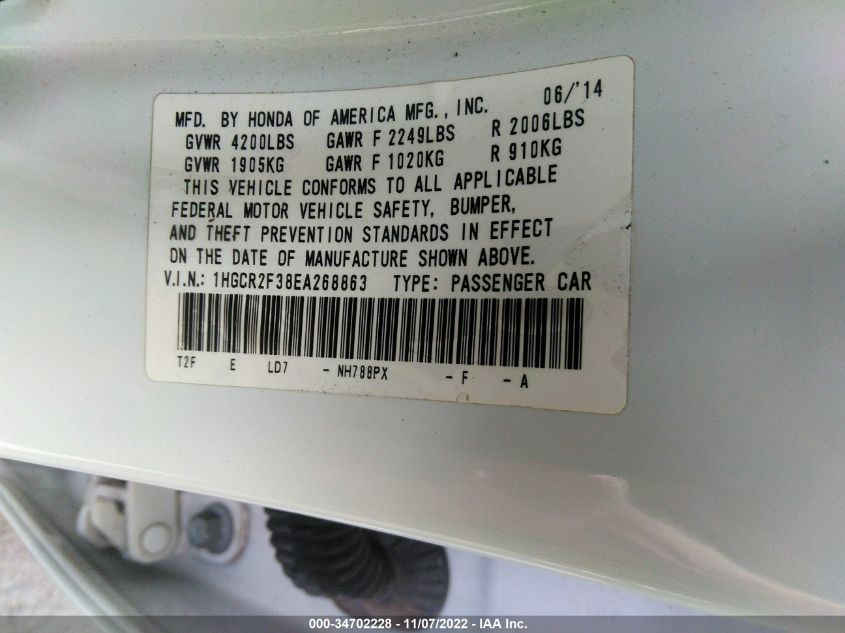 MFD. BY HONDA OF AMERICA MFG., INC. 06/'14
GVWR 4200LBS GAWR F 2249LBS R 2006LBS
GVWR 1905KG GAWR F 1020KG R 910KG
THIS VEHICLE CONFORMS TO ALL APPLICABLE
FEDERAL MOTOR VEHICLE SAFETY, BUMPER,
AND THEFT PREVENTION STANDARDS IN EFFECT
ON THE DATE OF MANUFACTURE SHOWN ABOVE.
V.I.N.: 1HGCR2F38EA268863 TYPE: PASSENGER CAR
T2F E LD7 - NH788PX - F - A
000-34702228 - 11/07/2022 - IAA Inc.